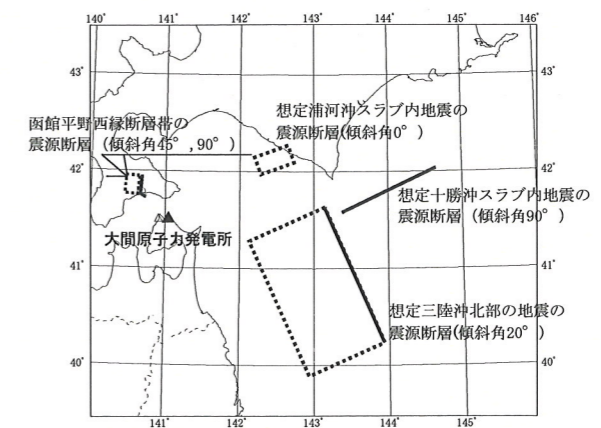 140° 141° 142° 143° 144° 145° 146°
43°
43°
函館平野西縁断層帯の
震源断層（傾斜角45°,90°）
想定浦河沖スラブ内地震の
震源断層(傾斜角0°)
42°
42°
想定十勝沖スラブ内地震の
震源断層（傾斜角90°）
大間原子力発電所
41°
41°
想定三陸沖北部の地震の
震源断層(傾斜角20°)
40°
40°
141° 142° 143° 144° 145°